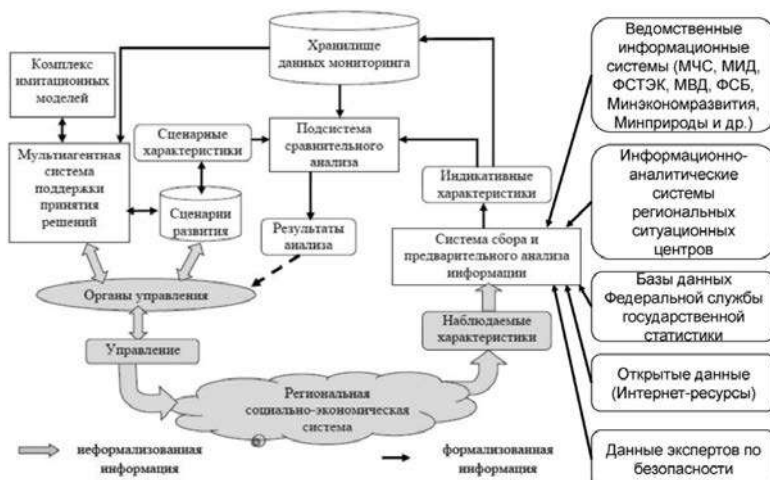 Комплекс
имитационных
моделей
Хранилище
данных мониторинга
Мультиагентная
система
поддержки
принятия
решений
Сценарные
характеристики
Сценарии
развития
Подсистема
сравнительного
анализа
Результаты
анализа
Индикативные
характеристики
Система сбора и
предварительного анализа
информации
Органы управления
Управление
Наблюдаемые
характеристики
Региональная
социально-экономическая
система
неформализованная
информация
формализованная
информация
Ведомственные
информационные
системы (МЧС, МИД,
ФСТЭК, МВД, ФСБ,
Минэкономразвития,
Минприроды и др.)
Информационно-
аналитические
системы
региональных
ситуационных
центров
Базы данных
Федеральной службы
государственной
статистики
Открытые данные
(Интернет-ресурсы)
Данные экспертов по
безопасности